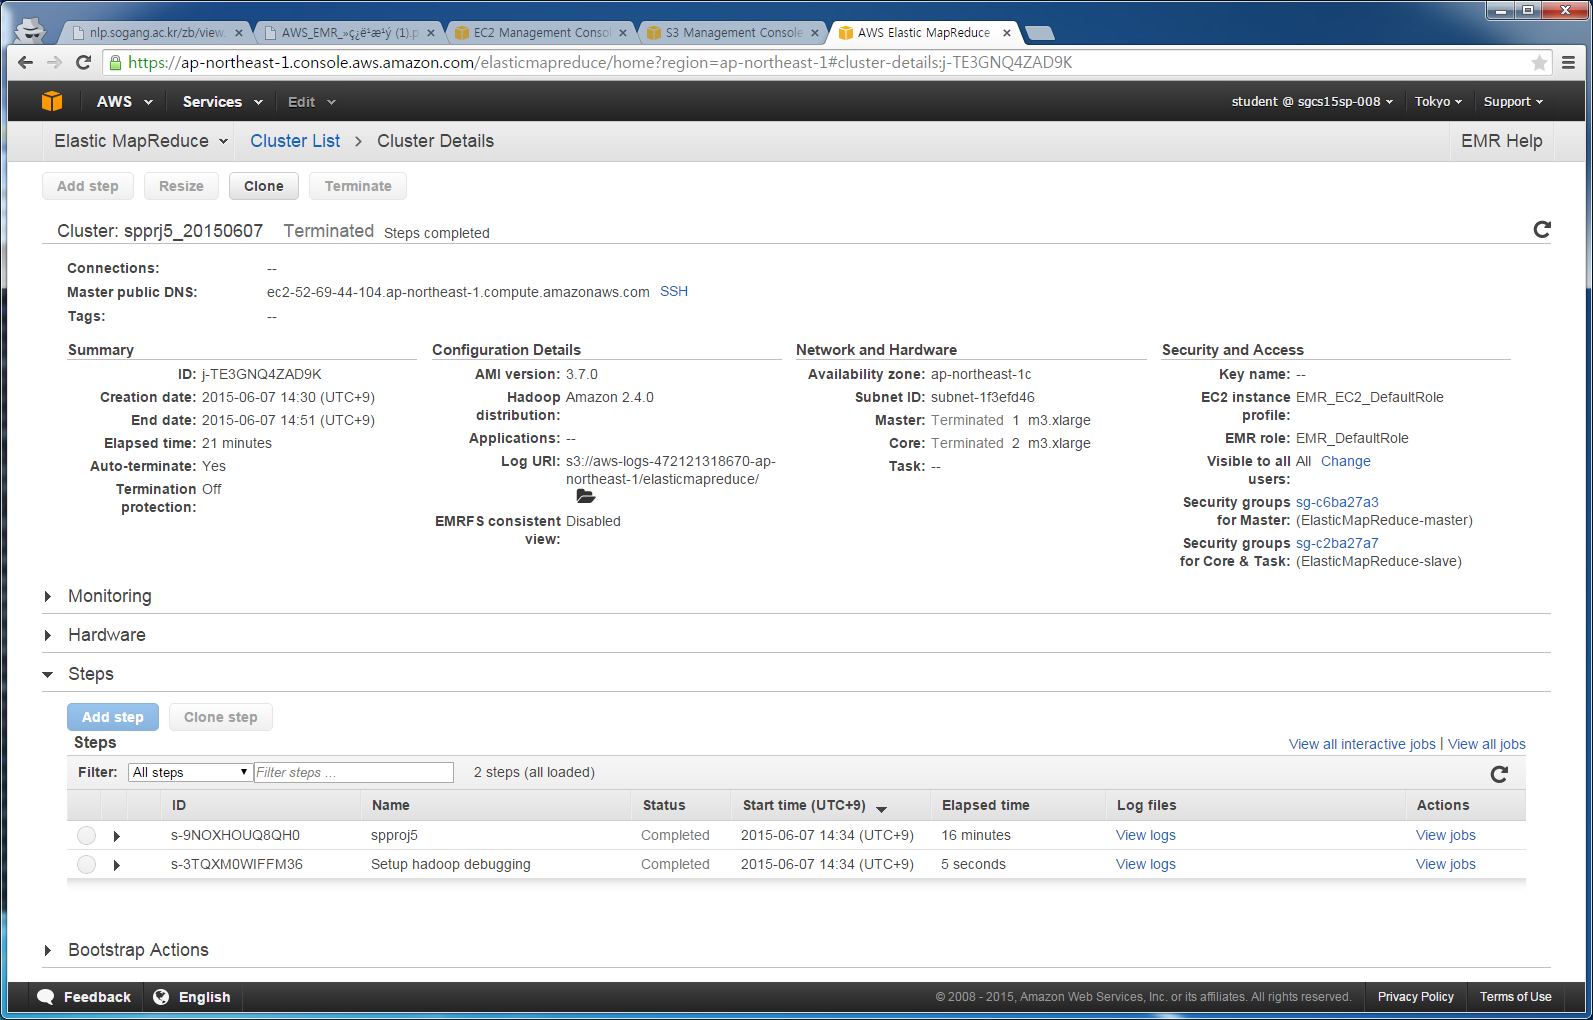 nlp.sogang.ac.kr/zb/view. AWS_EMR_»ç¿ë¹æ¹ý (1).p EC2 Management Consol S3 Management Console AWS Elastic MapReduce
https://ap-northeast-1.console.aws.amazon.com/elasticmapreduce/home?region=ap-northeast-1#cluster-details:j-TE3GNQ4ZAD9K
AWS Services Edit student @ sgcs15sp-008 Tokyo Support
Elastic MapReduce Cluster List > Cluster Details EMR Help
Add step Resize Clone Terminate
Cluster: spprj5_20150607 Terminated Steps completed
Connections: --
Master public DNS: ec2-52-69-44-104.ap-northeast-1.compute.amazonaws.com SSH
Tags: --
Summary
ID: j-TE3GNQ4ZAD9K
Creation date: 2015-06-07 14:30 (UTC+9)
End date: 2015-06-07 14:51 (UTC+9)
Elapsed time: 21 minutes
Auto-terminate: Yes
Termination Off
protection:
Configuration Details
AMI version: 3.7.0
Hadoop Amazon 2.4.0
distribution:
Applications: --
Log URI: s3://aws-logs-472121318670-ap-
northeast-1/elasticmapreduce/
EMRFS consistent Disabled
view:
Network and Hardware
Availability zone: ap-northeast-1c
Subnet ID: subnet-1f3efd46
Master: Terminated 1 m3.xlarge
Core: Terminated 2 m3.xlarge
Task: --
Security and Access
Key name: --
EC2 instance EMR_EC2_DefaultRole
profile:
EMR role: EMR_DefaultRole
Visible to all All Change
users:
Security groups sg-c6ba27a3
for Master: (ElasticMapReduce-master)
Security groups sg-c2ba27a7
for Core & Task: (ElasticMapReduce-slave)
Monitoring
Hardware
Steps
Add step Clone step
Steps View all interactive jobs | View all jobs
Filter: All steps Filter steps ... 2 steps (all loaded)
ID Name Status Start time (UTC+9) Elapsed time Log files Actions
s-9NOXHOUQ8QH0 spproj5 Completed 2015-06-07 14:34 (UTC+9) 16 minutes View logs View jobs
s-3TQXM0WIFFM36 Setup hadoop debugging Completed 2015-06-07 14:34 (UTC+9) 5 seconds View logs View jobs
Bootstrap Actions
Feedback English © 2008 - 2015, Amazon Web Services, Inc. or its affiliates. All rights reserved. Privacy Policy Terms of Use